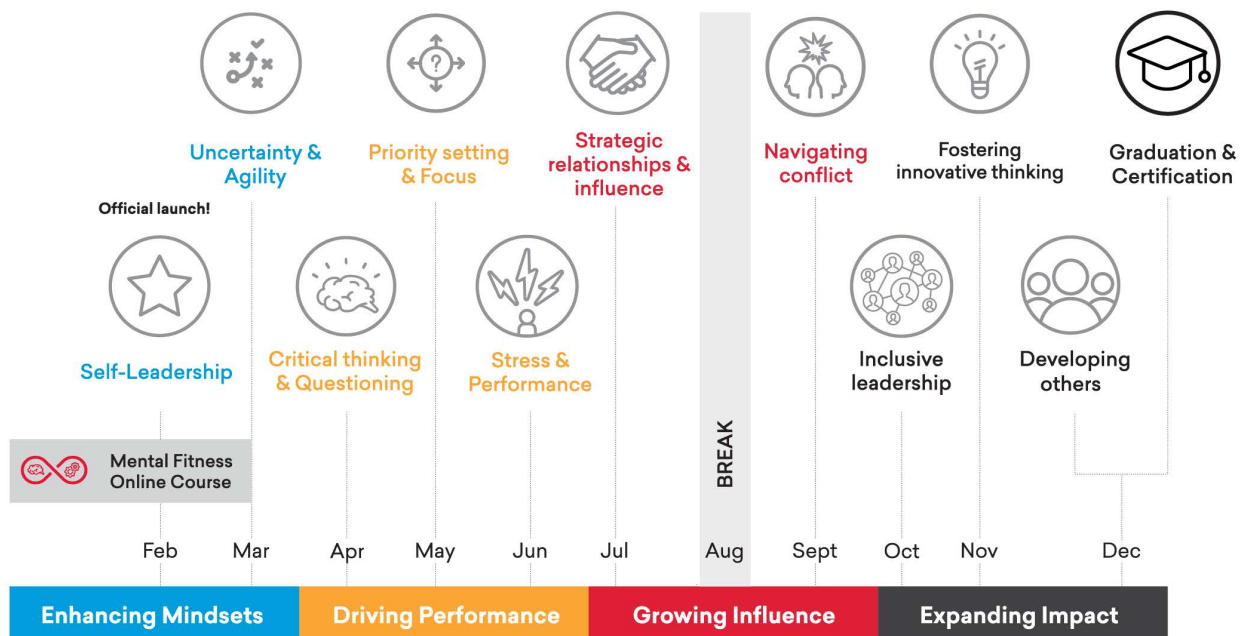 Uncertainty &
Agility
Priority setting
& Focus
Strategic
relationships &
influence
Navigating
conflict
Fostering
innovative thinking
Graduation &
Certification
Official launch!
?
Self-Leadership
Critical thinking
& Questioning
Stress &
Performance
Inclusive
leadership
Developing
others
BREAK
Mental Fitness
Online Course
Feb
Mar
Apr
May
Jun
Jul
Aug
Sept
Oct
Nov
Dec
Enhancing Mindsets
Driving Performance
Growing Influence
Expanding Impact